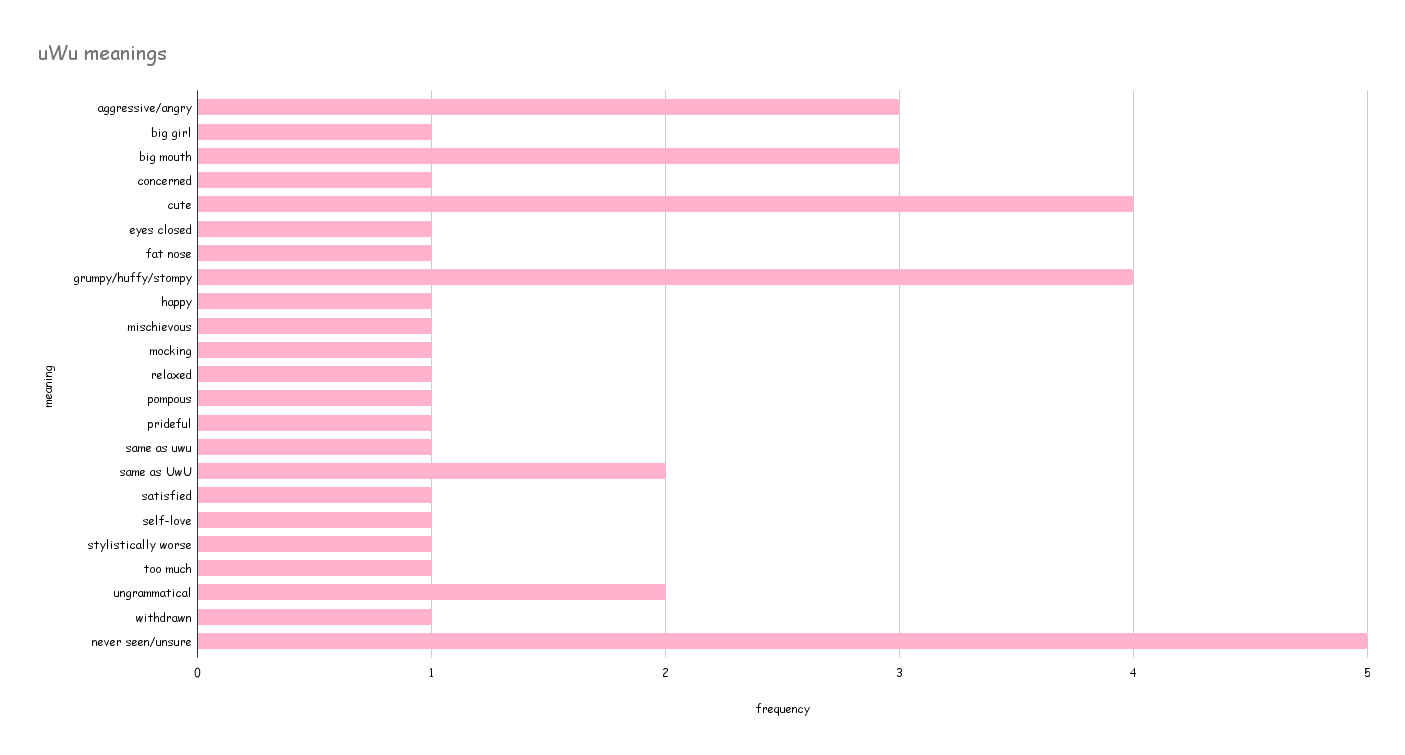 uWu meanings
aggressive/angry
big girl
big mouth
concerned
cute
eyes closed
fat nose
grumpy/huffy/stompy
happy
mischievous
mocking
relaxed
pompous
prideful
same as uwu
same as UwU
satisfied
self-love
stylistically worse
too much
ungrammatical
withdrawn
never seen/unsure
meaning
0 1 2 3 4 5
frequency